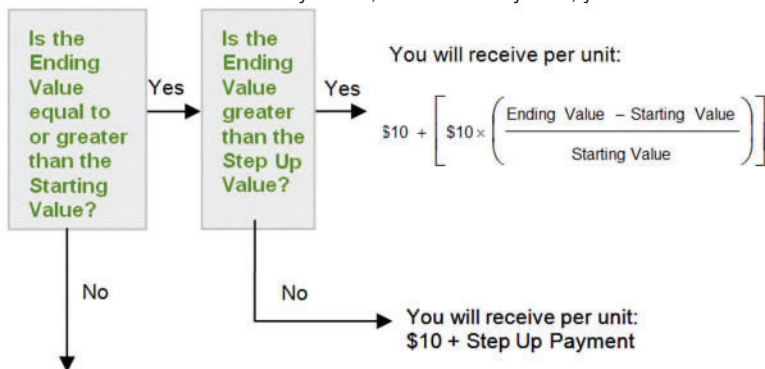 Is the
Ending
Value
equal to
or greater
than the
Starting
Value?
Yes
Is the
Ending
Value
greater
than the
Step Up
Value?
Yes
You will receive per unit:
$10 + [ $10 × ( Ending Value – Starting Value / Starting Value ) ]
No
No
You will receive per unit:
$10 + Step Up Payment